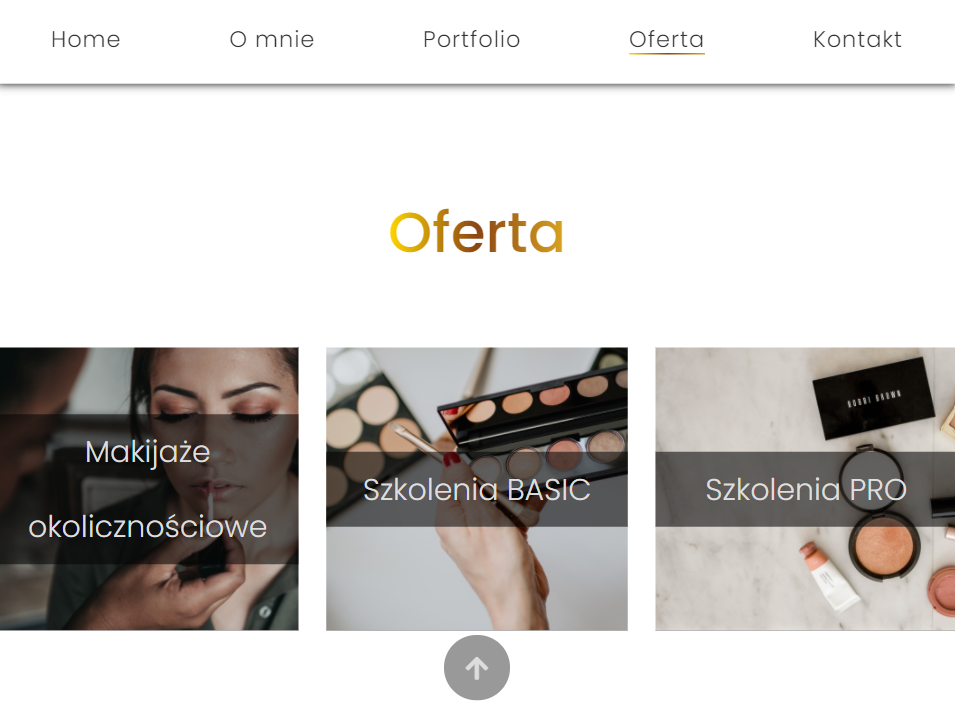 Home
O mnie
Portfolio
Oferta
Kontakt
Oferta
Makijaże
okolicznościowe
Szkolenia BASIC
Szkolenia PRO
BOBBI BROWN